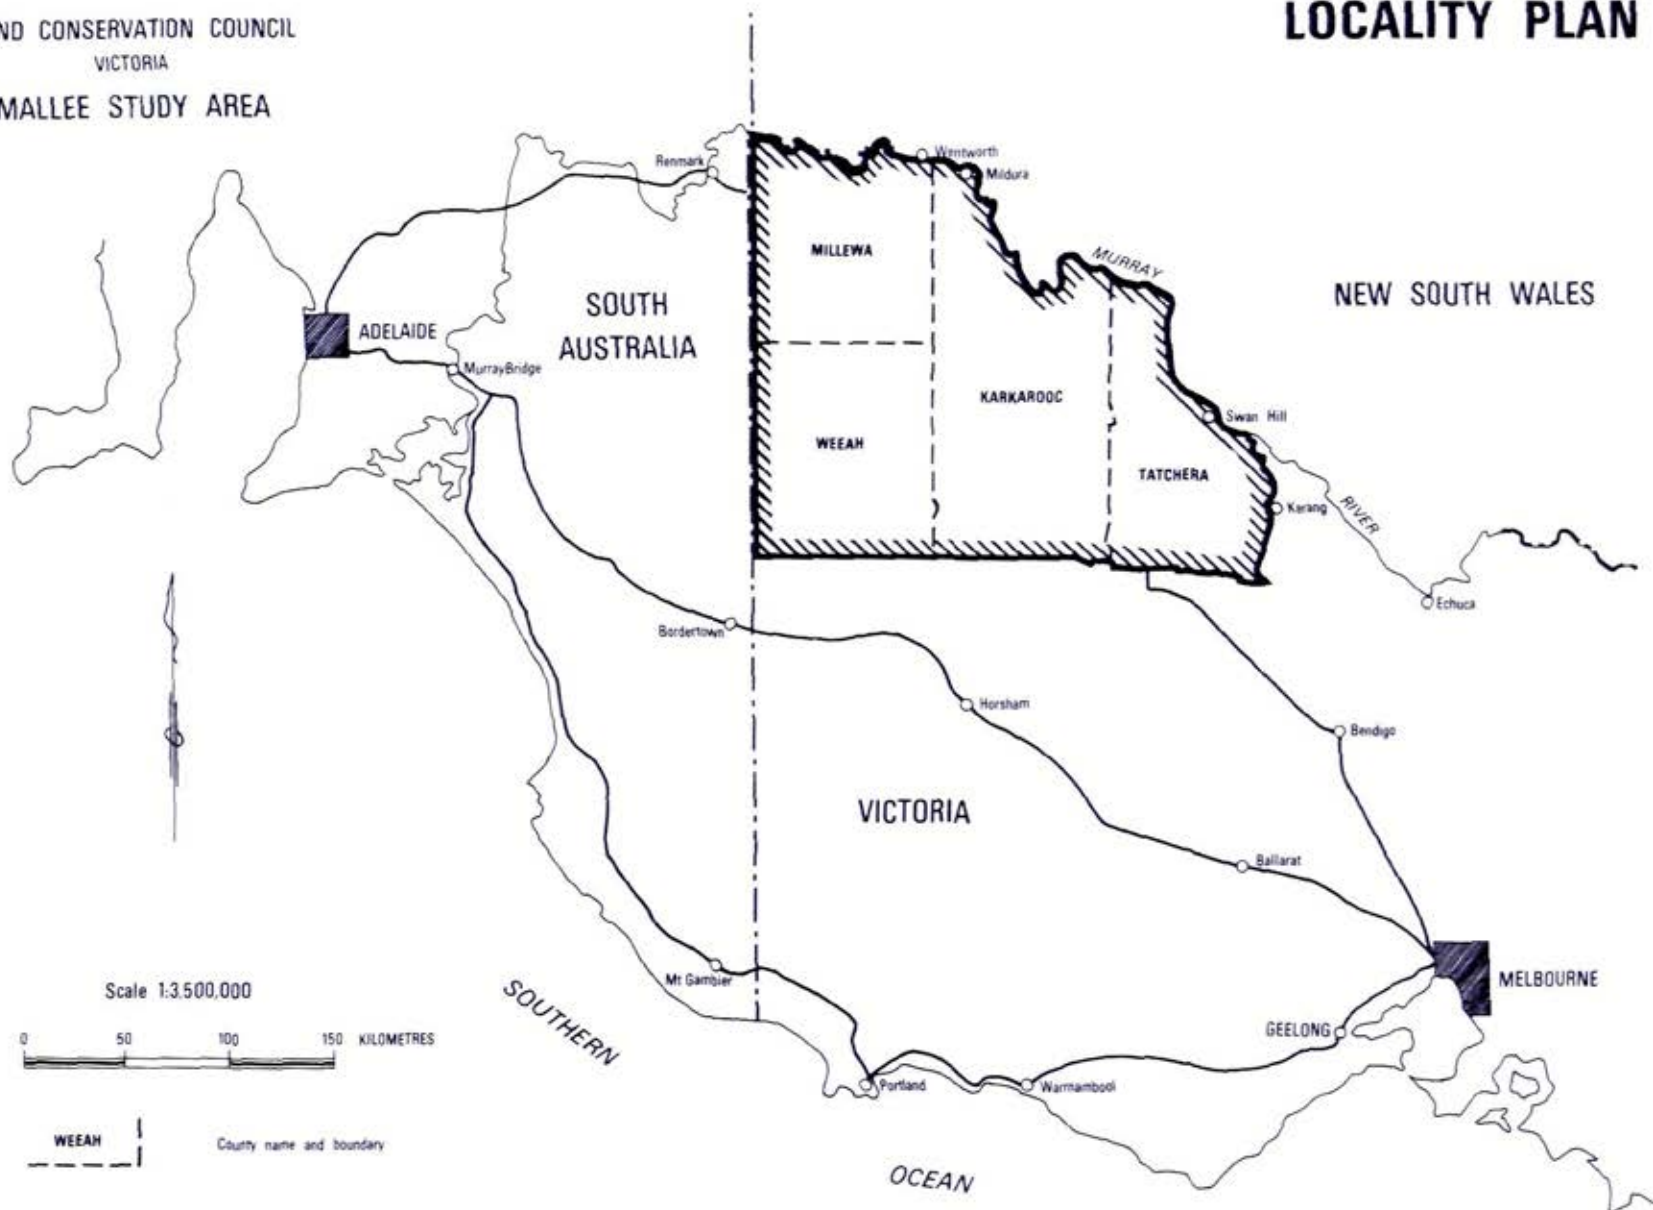 ND CONSERVATION COUNCIL
VICTORIA
MALLEE STUDY AREA
LOCALITY PLAN
Renmark
Wentworth
Mildura
MILLEWA
MURRAY
NEW SOUTH WALES
SOUTH
AUSTRALIA
ADELAIDE
MurrayBridge
KARKAROOC
Swan Hill
WEEAH
TATCHERA
Kerang
RIVER
Echuca
Bordertown
Horsham
Bendigo
VICTORIA
Ballarat
Mt Gambier
MELBOURNE
Scale 1:3,500,000
SOUTHERN
GEELONG
0 50 100 150 KILOMETRES
Portland
Warrnambool
WEEAH
County name and boundary
OCEAN